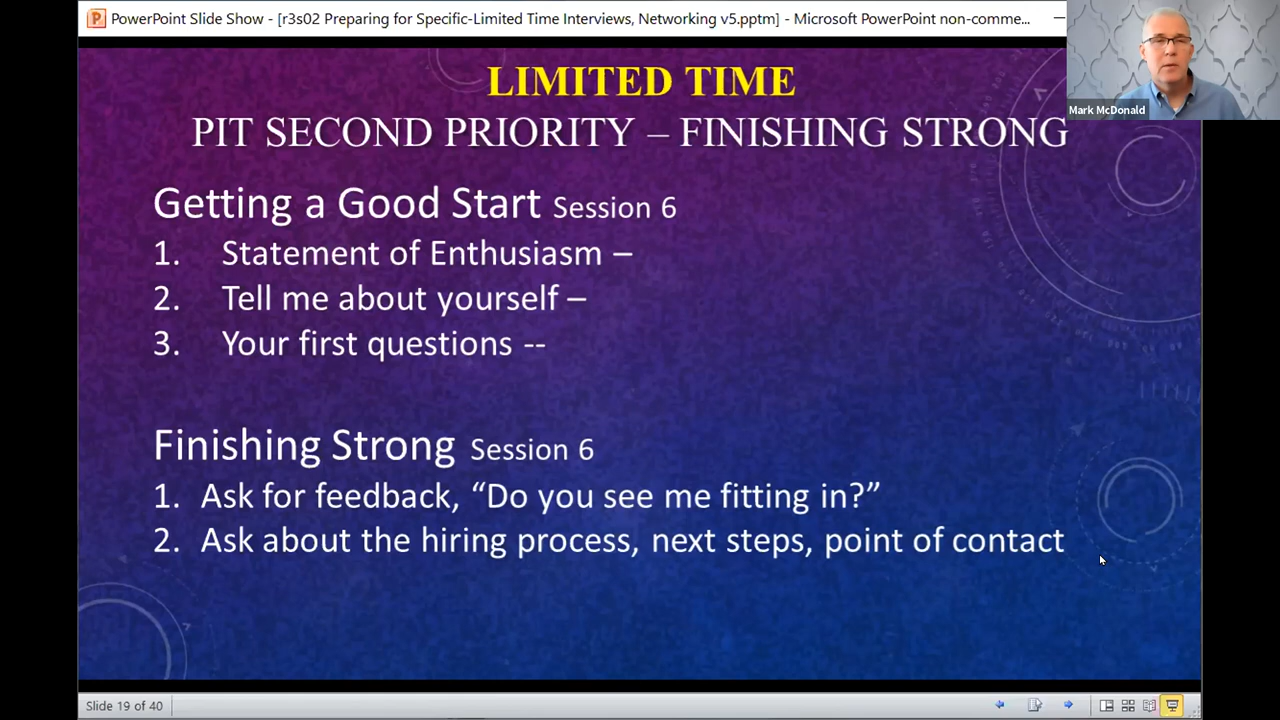 PowerPoint Slide Show - [r3s02 Preparing for Specific-Limited Time Interviews, Networking v5.pptm] - Microsoft PowerPoint non-comme...
Mark McDonald
LIMITED TIME
PIT SECOND PRIORITY – FINISHING STRONG
Getting a Good Start Session 6
1. Statement of Enthusiasm –
2. Tell me about yourself –
3. Your first questions --
Finishing Strong Session 6
1. Ask for feedback, “Do you see me fitting in?”
2. Ask about the hiring process, next steps, point of contact
Slide 19 of 40